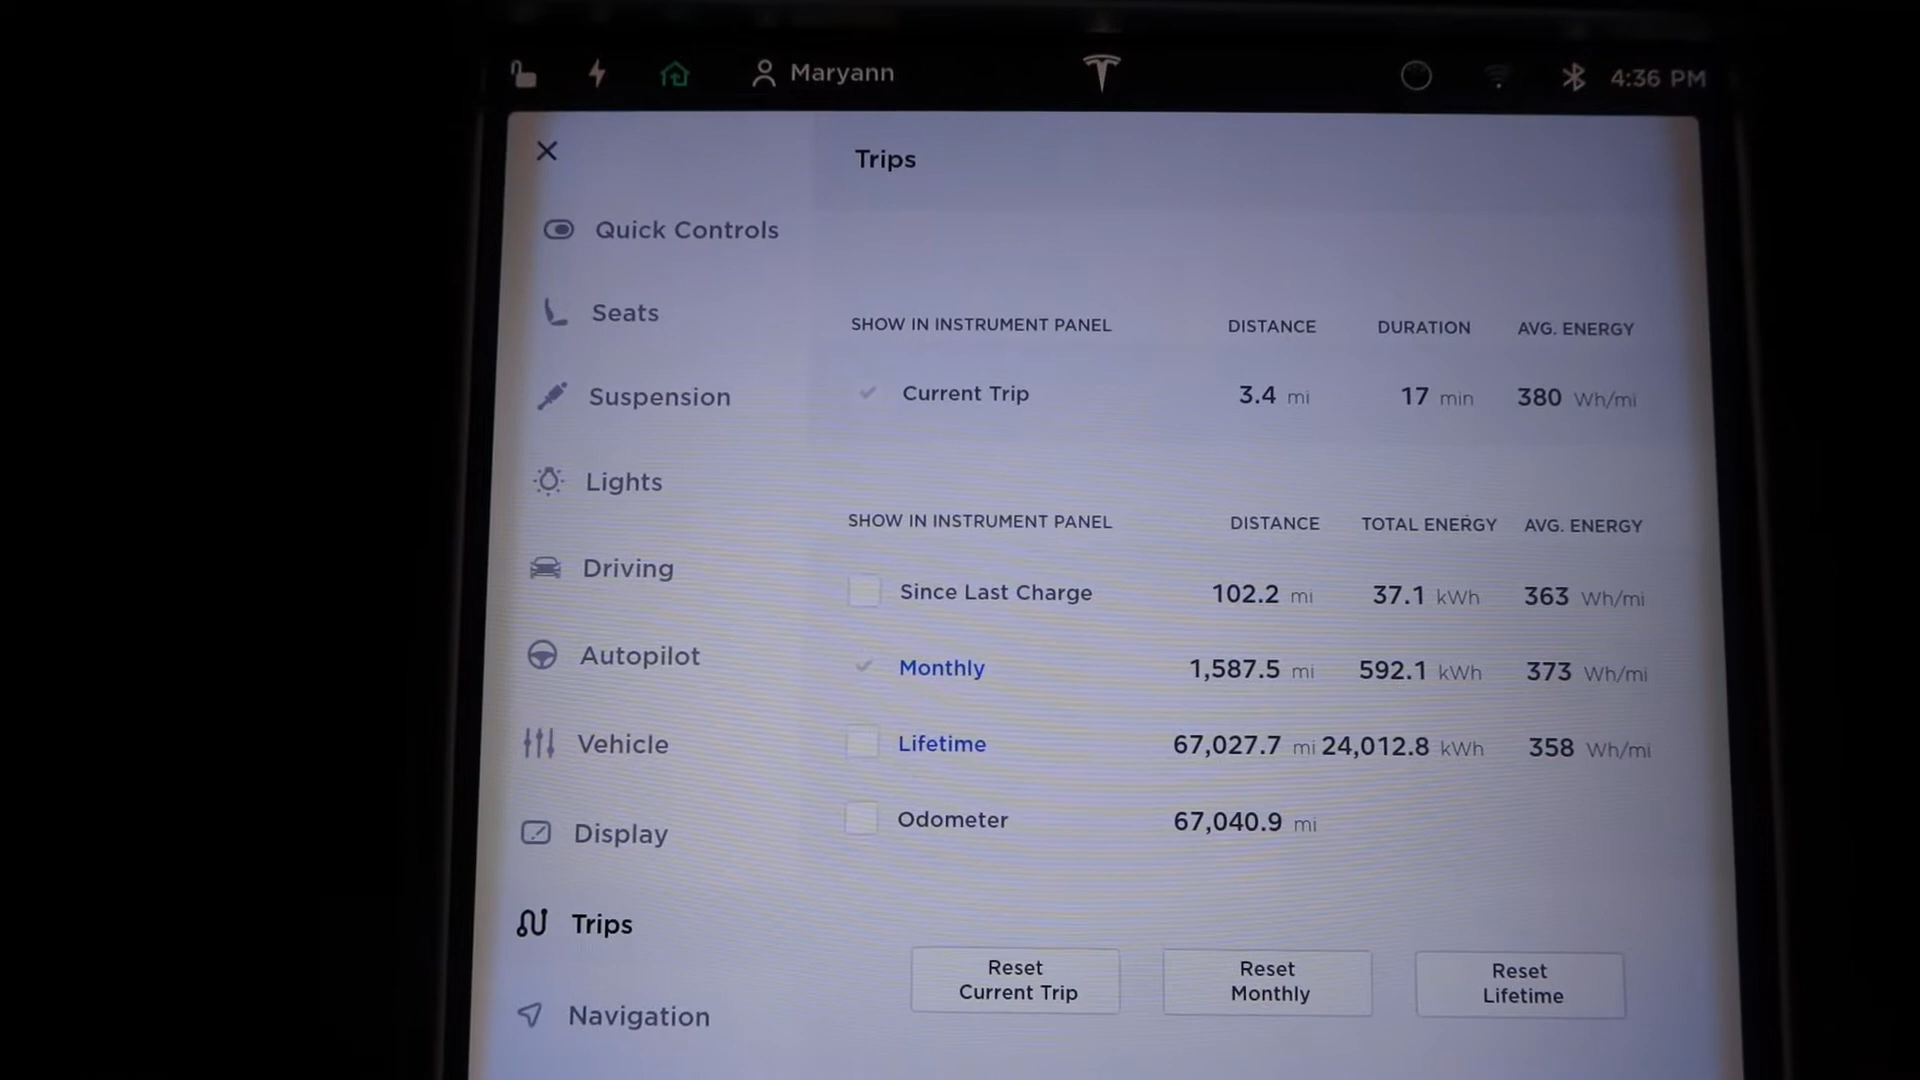 Maryann
4:36 PM
Trips
Quick Controls
Seats
Suspension
Lights
Driving
Autopilot
Vehicle
Display
Trips
Navigation
SHOW IN INSTRUMENT PANEL DISTANCE DURATION AVG. ENERGY
Current Trip 3.4 mi 17 min 380 Wh/mi
SHOW IN INSTRUMENT PANEL DISTANCE TOTAL ENERGY AVG. ENERGY
Since Last Charge 102.2 mi 37.1 kWh 363 Wh/mi
Monthly 1,587.5 mi 592.1 kWh 373 Wh/mi
Lifetime 67,027.7 mi 24,012.8 kWh 358 Wh/mi
Odometer 67,040.9 mi
Reset
Current Trip
Reset
Monthly
Reset
Lifetime